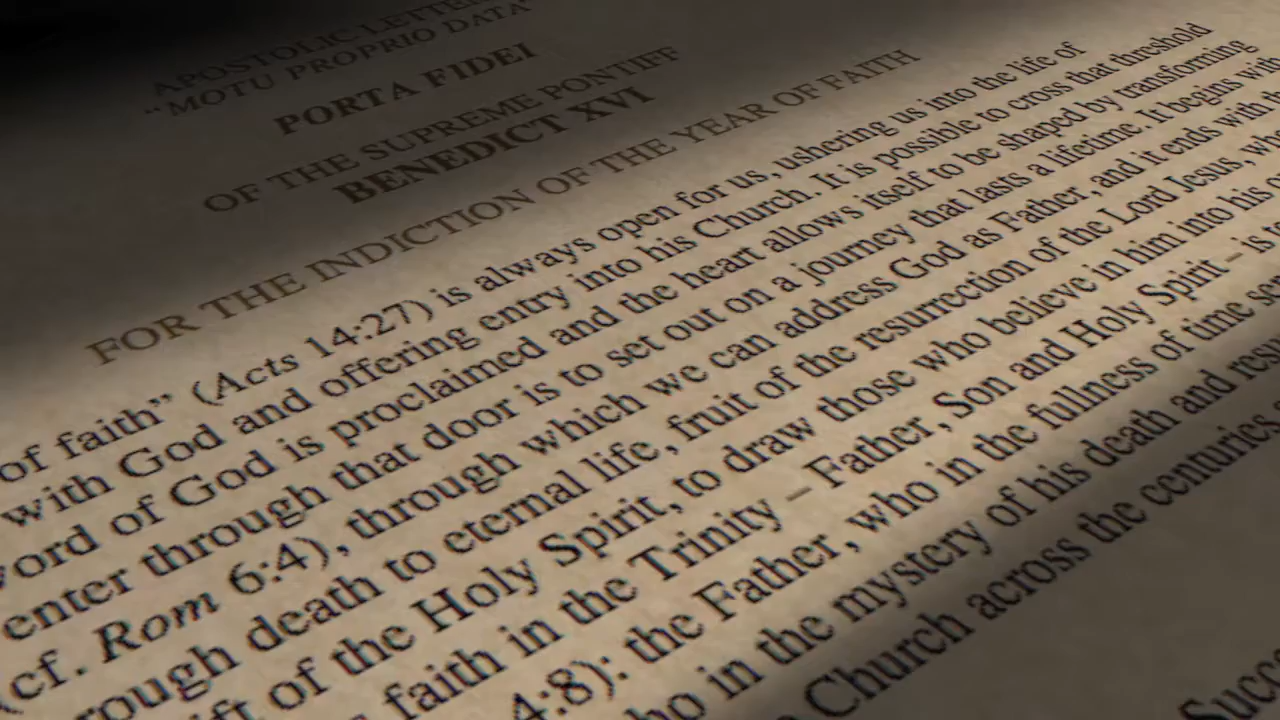 APOSTOLIC LETTER
"MOTU PROPRIO DATA"
PORTA FIDEI
OF THE SUPREME PONTIFF
BENEDICT XVI
FOR THE INDICTION OF THE YEAR OF FAITH
of faith” (Acts 14:27) is always open for us, ushering us into the life of
with God and offering entry into his Church. It is possible to cross that threshold
word of God is proclaimed and the heart allows itself to be shaped by transforming
enter through that door is to set out on a journey that lasts a lifetime. It begins with
(cf. Rom 6:4), through which we can address God as Father, and it ends with the
rough death to eternal life, fruit of the resurrection of the Lord Jesus, wh
ift of the Holy Spirit, to draw those who believe in him into his
faith in the Trinity – Father, Son and Holy Spirit – is
4:8): the Father, who in the fullness of time
ho in the mystery of his death and
Church across the centuries
Succ